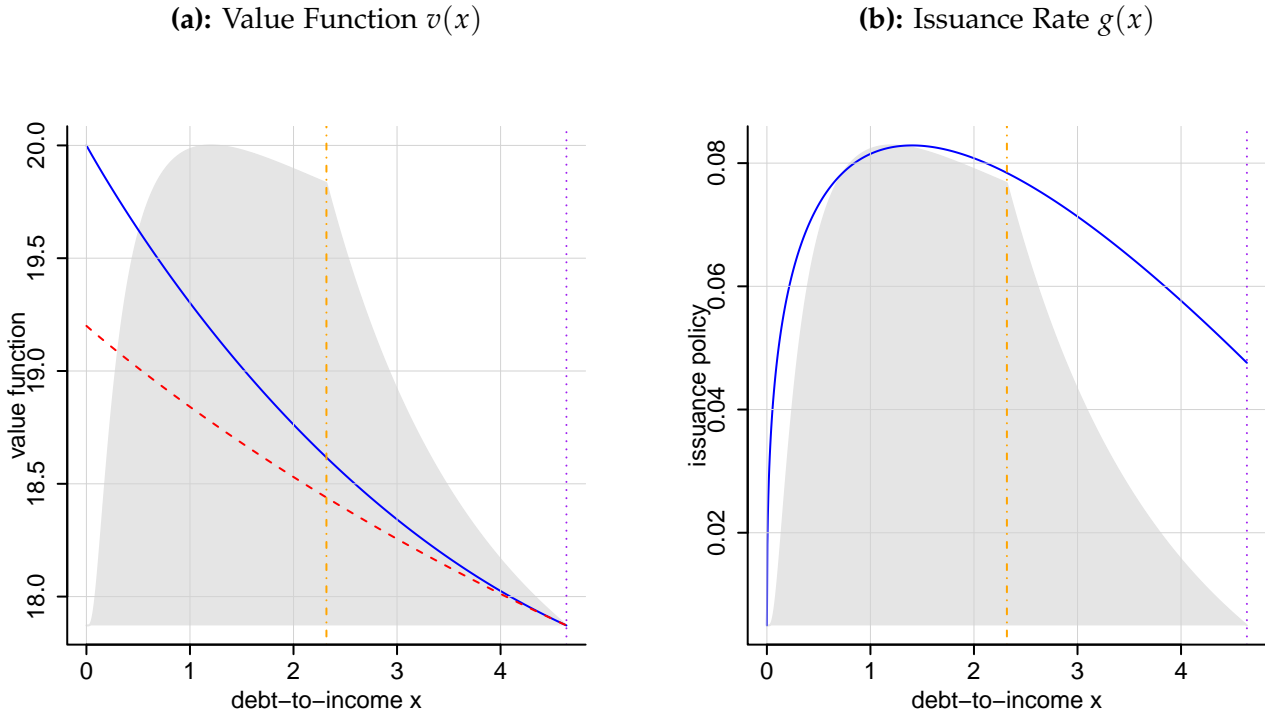 (a): Value Function v(x)
20.0
19.5
19.0
18.5
18.0
value function
0 1 2 3 4
debt−to−income x
(b): Issuance Rate g(x)
0.08
0.06
0.04
0.02
issuance policy
0 1 2 3 4
debt−to−income x